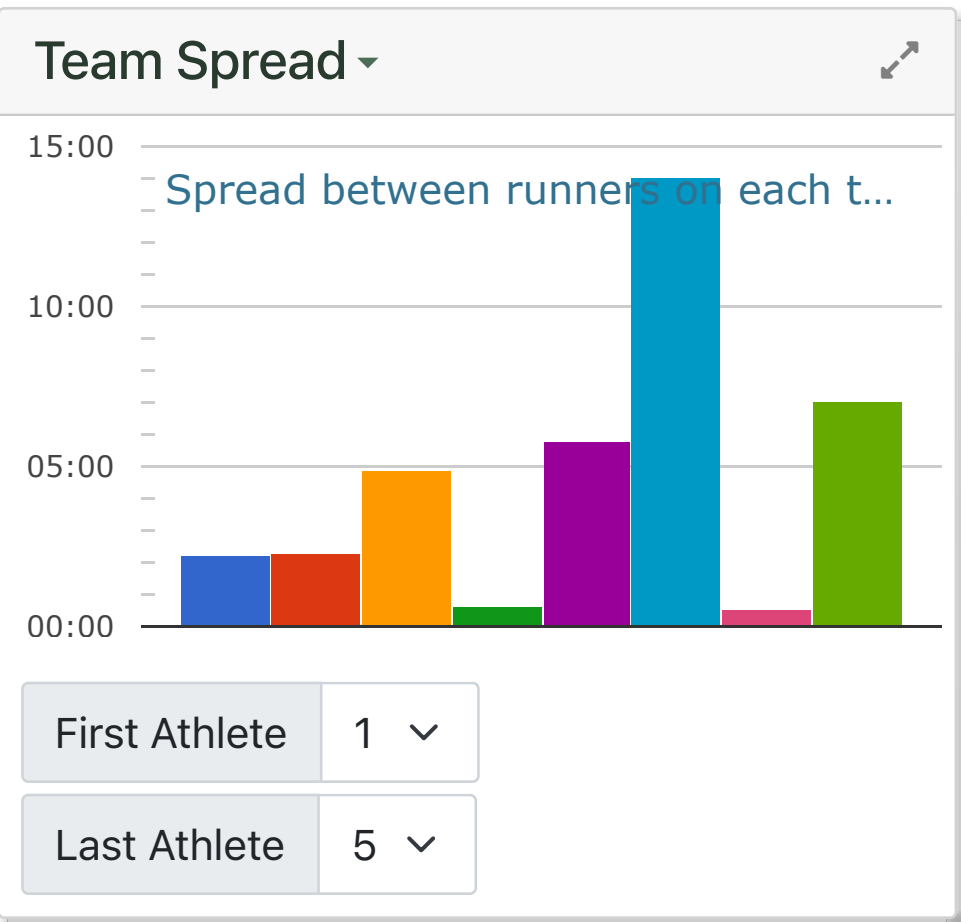 Team Spread
15:00
Spread between runners on each t...
10:00
05:00
00:00
First Athlete 1
Last Athlete 5